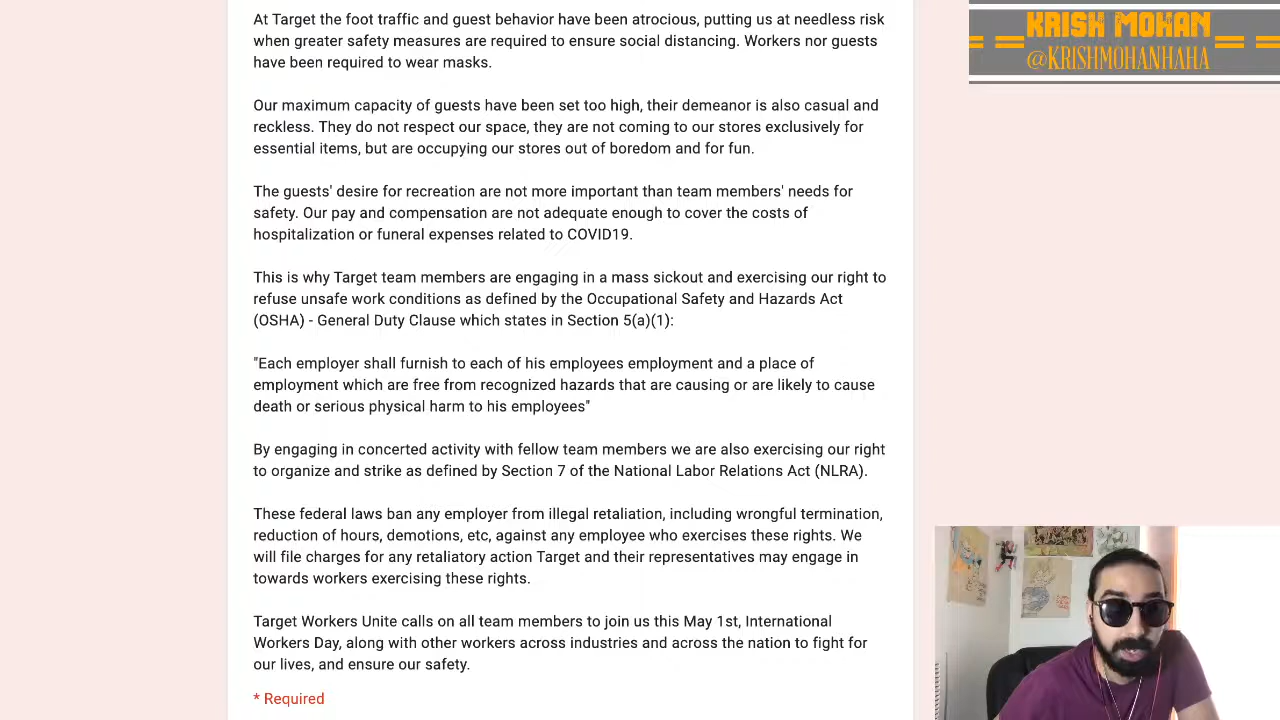 At Target the foot traffic and guest behavior have been atrocious, putting us at needless risk
when greater safety measures are required to ensure social distancing. Workers nor guests
have been required to wear masks.
Our maximum capacity of guests have been set too high, their demeanor is also casual and
reckless. They do not respect our space, they are not coming to our stores exclusively for
essential items, but are occupying our stores out of boredom and for fun.
The guests' desire for recreation are not more important than team members' needs for
safety. Our pay and compensation are not adequate enough to cover the costs of
hospitalization or funeral expenses related to COVID19.
This is why Target team members are engaging in a mass sickout and exercising our right to
refuse unsafe work conditions as defined by the Occupational Safety and Hazards Act
(OSHA) - General Duty Clause which states in Section 5(a)(1):
"Each employer shall furnish to each of his employees employment and a place of
employment which are free from recognized hazards that are causing or are likely to cause
death or serious physical harm to his employees"
By engaging in concerted activity with fellow team members we are also exercising our right
to organize and strike as defined by Section 7 of the National Labor Relations Act (NLRA).
These federal laws ban any employer from illegal retaliation, including wrongful termination,
reduction of hours, demotions, etc, against any employee who exercises these rights. We
will file charges for any retaliatory action Target and their representatives may engage in
towards workers exercising these rights.
Target Workers Unite calls on all team members to join us this May 1st, International
Workers Day, along with other workers across industries and across the nation to fight for
our lives, and ensure our safety.
* Required
KRISH MOHAN
@KRISHMOHANHAHA